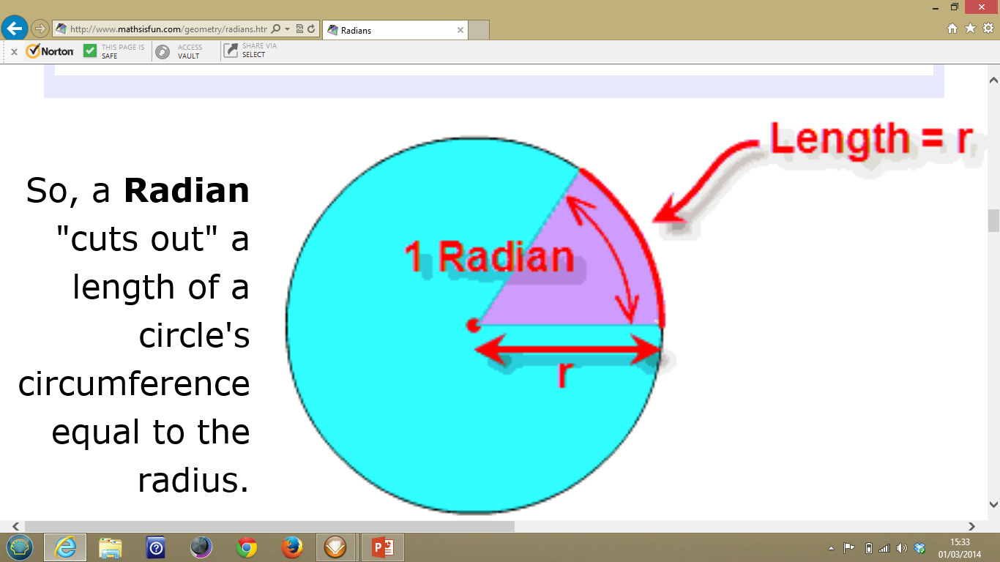 http://www.mathsisfun.com/geometry/radians.htr
Radians
x Norton THIS PAGE IS SAFE ACCESS VAULT SHARE VIA SELECT
Length = r
So, a Radian
"cuts out" a
length of a
circle's
circumference
equal to the
radius.
1 Radian
r
15:33
01/03/2014